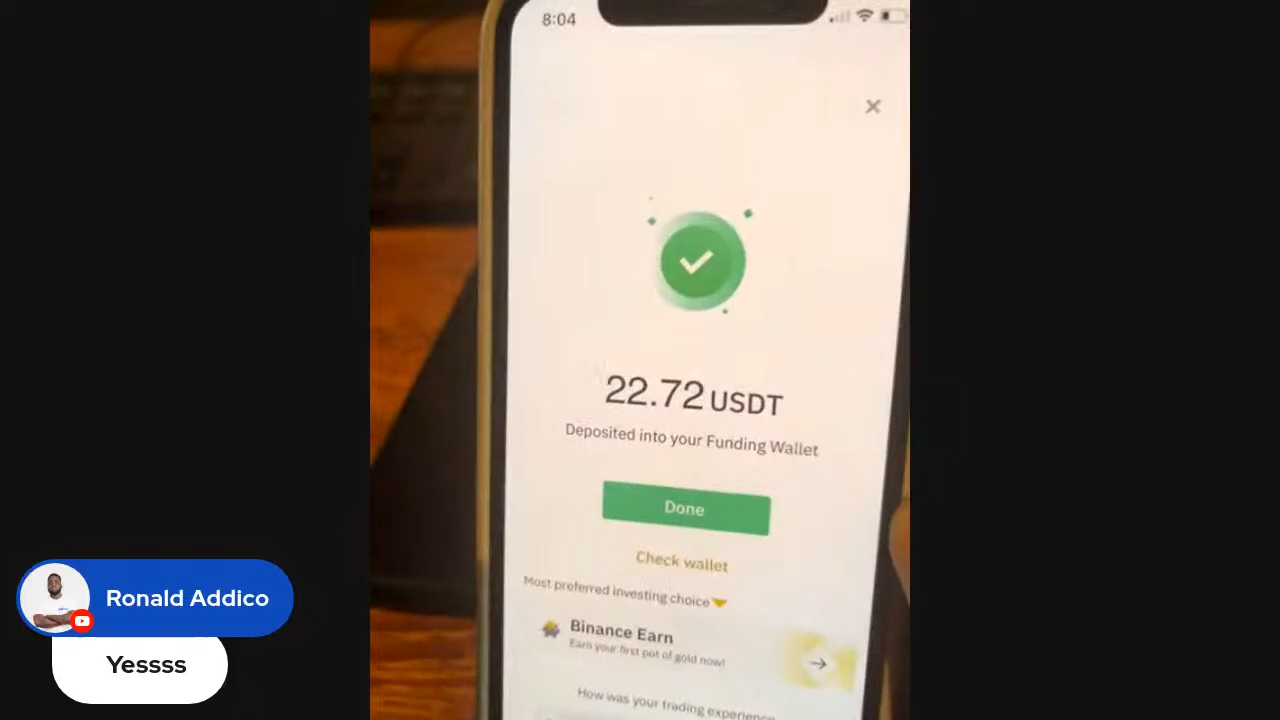 8:04
22.72 USDT
Deposited into your Funding Wallet
Done
Check wallet
Most preferred investing choice
Binance Earn
Earn your first pot of gold now!
How was your trading experience
Ronald Addico
Yessss